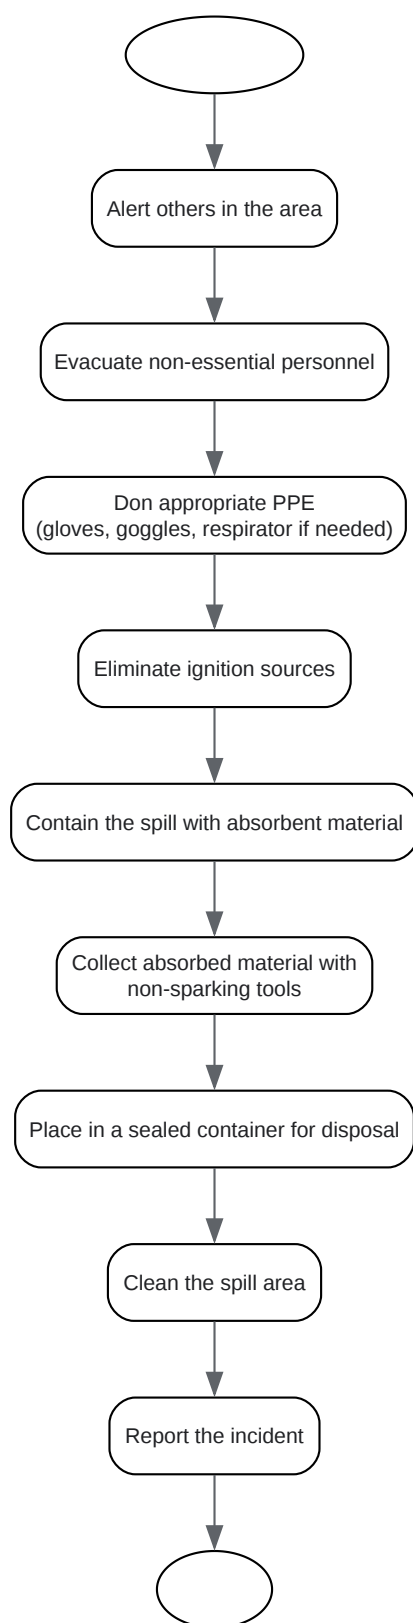 Alert others in the area
Evacuate non-essential personnel
Don appropriate PPE
(gloves, goggles, respirator if needed)
Eliminate ignition sources
Contain the spill with absorbent material
Collect absorbed material with
non-sparking tools
Place in a sealed container for disposal
Clean the spill area
Report the incident